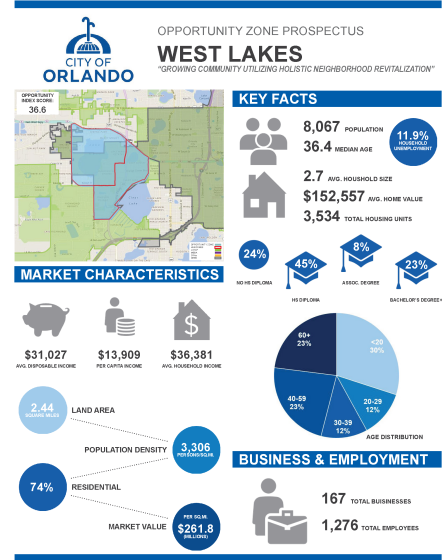 OPPORTUNITY ZONE PROSPECTUS
WEST LAKES
"GROWING COMMUNITY UTILIZING HOLISTIC NEIGHBORHOOD REVITALIZATION"
CITY OF
ORLANDO
OPPORTUNITY
INDEX SCORE:
36.6
KEY FACTS
8,067 POPULATION
36.4 MEDIAN AGE
11.9%
HOUSEHOLD
UNEMPLOYMENT
2.7 AVG. HOUSHOLD SIZE
$152,557 AVG. HOME VALUE
3,534 TOTAL HOUSING UNITS
24%
NO HS DIPLOMA
45%
HS DIPLOMA
8%
ASSOC. DEGREE
23%
BACHELOR'S DEGREE+
MARKET CHARACTERISTICS
$31,027
AVG. DISPOSABLE INCOME
$13,909
PER CAPITA INCOME
$36,381
AVG. HOUSEHOLD INCOME
60+
23%
<20
30%
40-59
23%
30-39
12%
20-29
12%
AGE DISTRIBUTION
2.44
SQUARE MILES
LAND AREA
POPULATION DENSITY
3,306
PERSONS/SQ.MI.
74%
RESIDENTIAL
MARKET VALUE
PER SQ.MI.
$261.8
(MILLIONS)
BUSINESS & EMPLOYMENT
167 TOTAL BUISINESSES
1,276 TOTAL EMPLOYEES